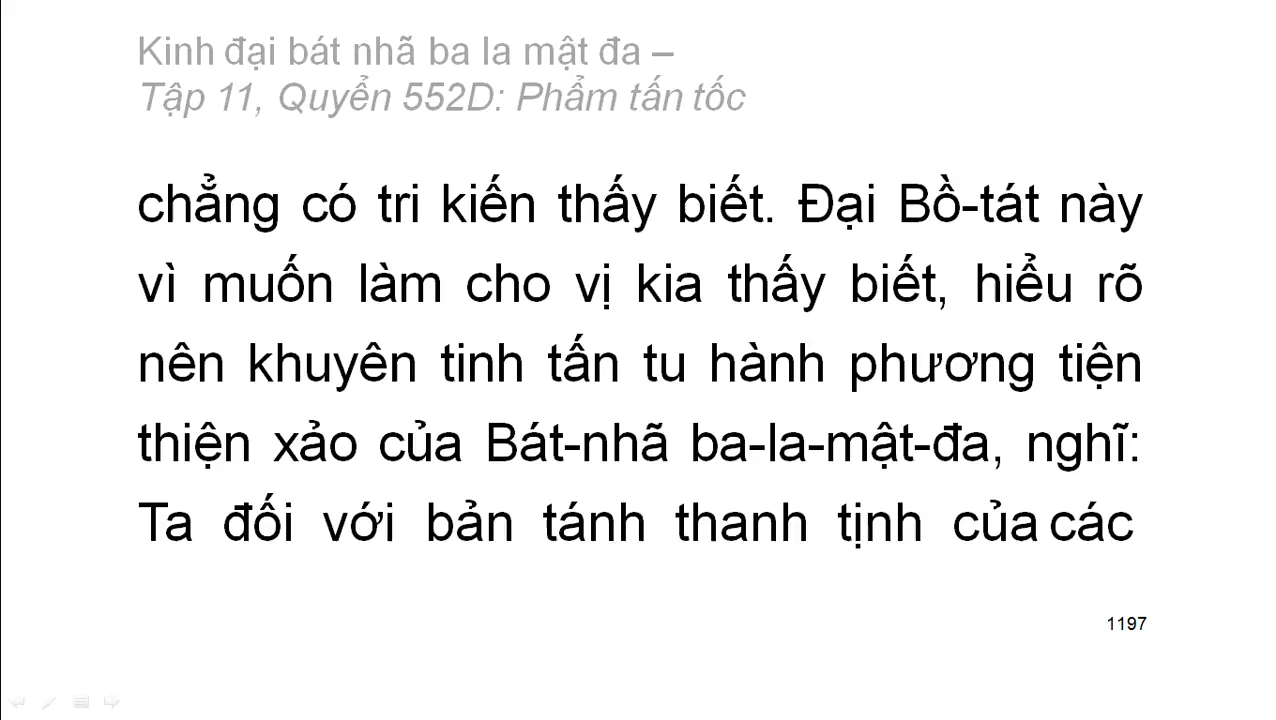 Kinh đại bát nhã ba la mật đa –
Tập 11, Quyển 552D: Phẩm tấn tốc
chẳng có tri kiến thấy biết. Đại Bồ-tát này
vì muốn làm cho vị kia thấy biết, hiểu rõ
nên khuyên tinh tấn tu hành phương tiện
thiện xảo của Bát-nhã ba-la-mật-đa, nghĩ:
Ta đối với bản tánh thanh tịnh của các
1197